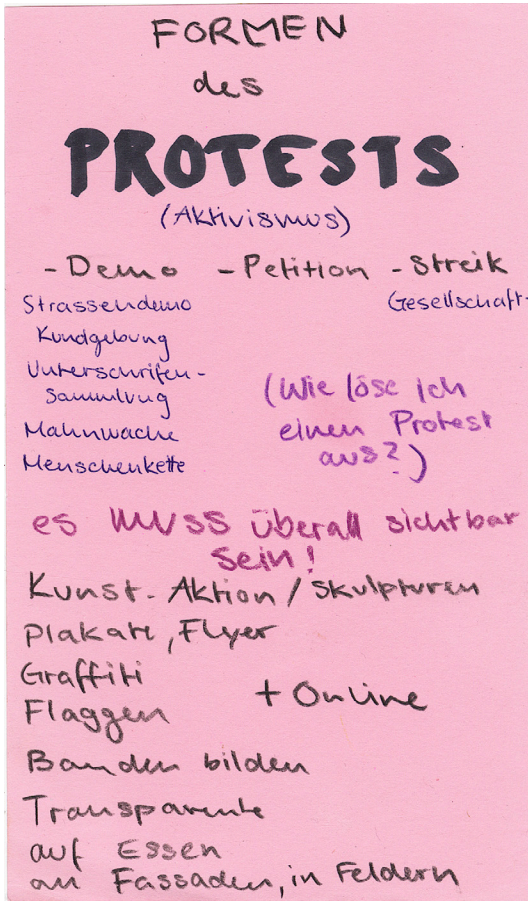 FORMEN
des
PROTESTS
(Aktivismus)
- Demo - Petition - Streik
Strassendemo Gesellschaft-
Kundgebung
Unterschrifen-
Sammlung
Mahnwache
Menschenkette
(Wie löse ich
einen Protest
aus?)
es muss überall sichtbar
sein!
Kunst-Aktion / Skulpturen
Plakate, Flyer
Graffiti
+ Online
Flaggen
Banden bilden
Transparente
auf Essen
an Fassaden, in Feldern